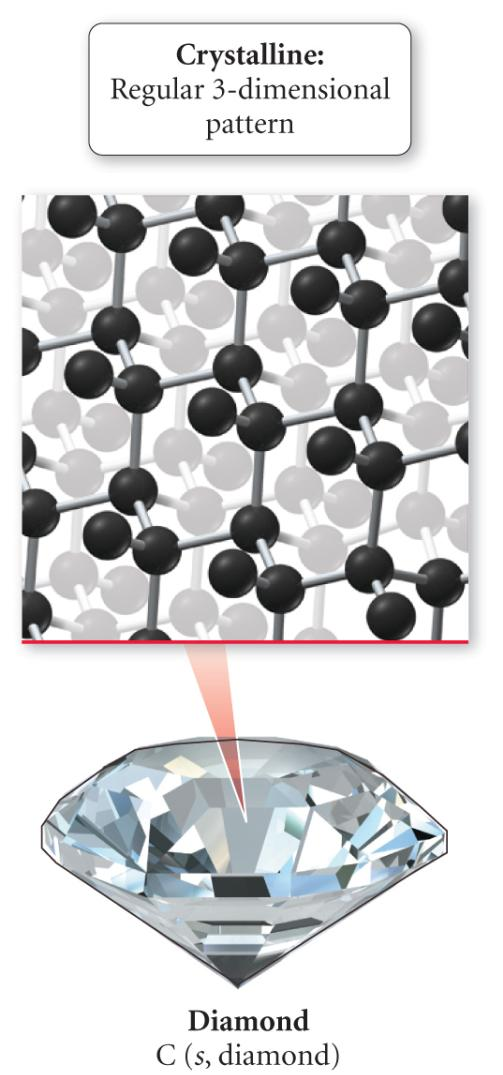 Crystalline:
Regular 3-dimensional
pattern
Diamond
C (s, diamond)